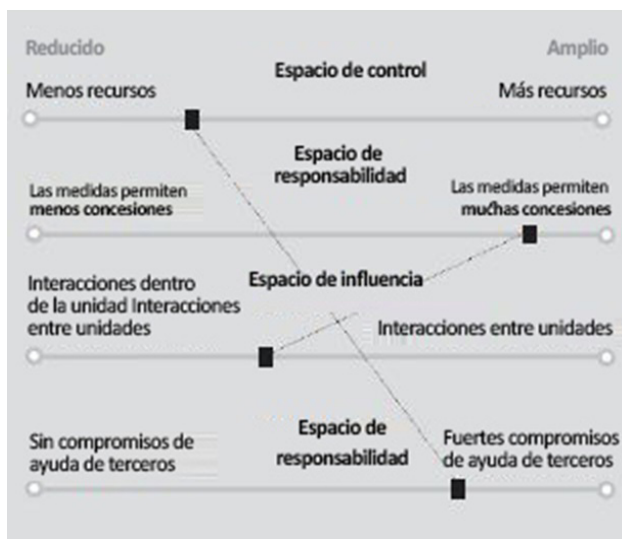 Reducido
Amplio
Espacio de control
Menos recursos
Más recursos
Espacio de
responsabilidad
Las medidas permiten
menos concesiones
Las medidas permiten
muchas concesiones
Espacio de influencia
Interacciones dentro
de la unidad Interacciones
entre unidades
Interacciones entre unidades
Espacio de
responsabilidad
Sin compromisos de
ayuda de terceros
Fuertes compromisos
de ayuda de terceros